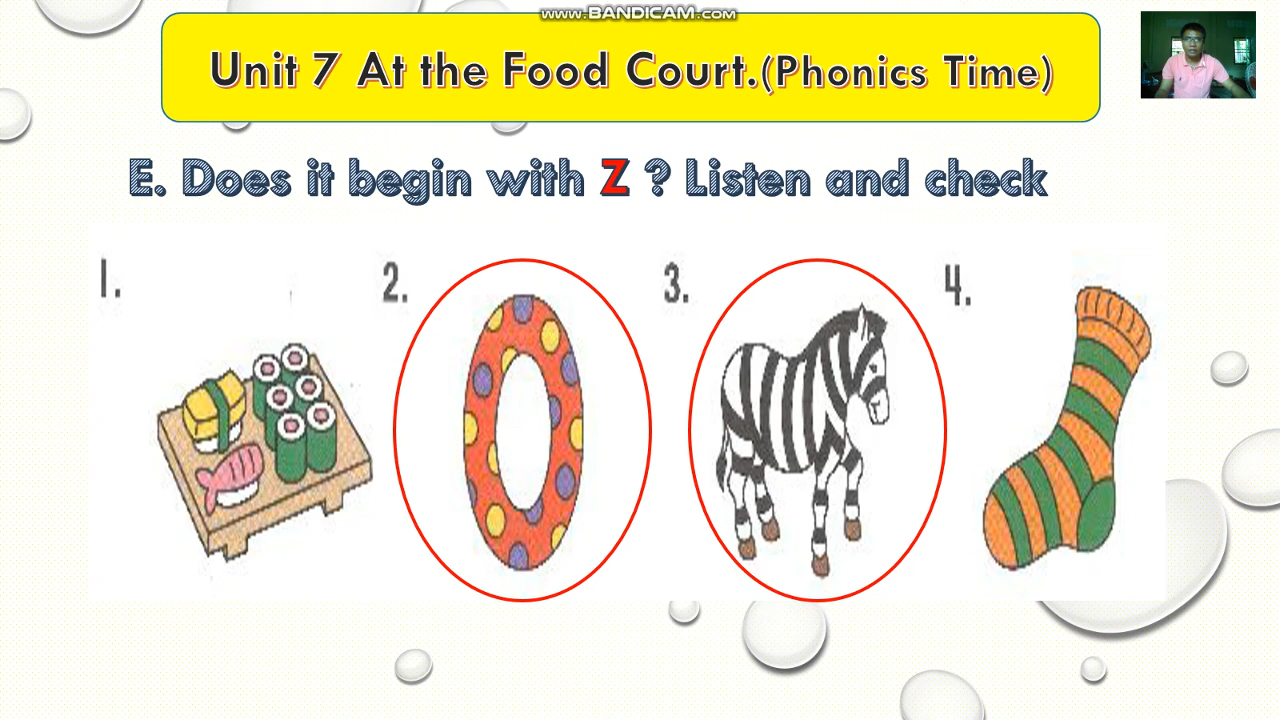 www.BANDICAM.com
Unit 7 At the Food Court.(Phonics Time)
E. Does it begin with Z ? Listen and check
1. 2. 3. 4.